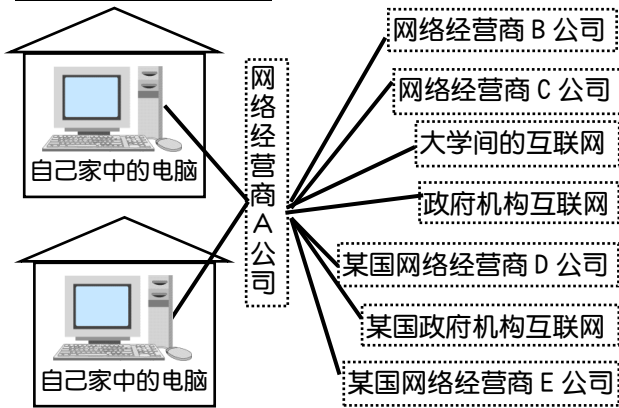 自己家中的电脑
自己家中的电脑
网络经营商A公司
网络经营商 B 公司
网络经营商 C 公司
大学间的互联网
政府机构互联网
某国网络经营商 D 公司
某国政府机构互联网
某国网络经营商 E 公司